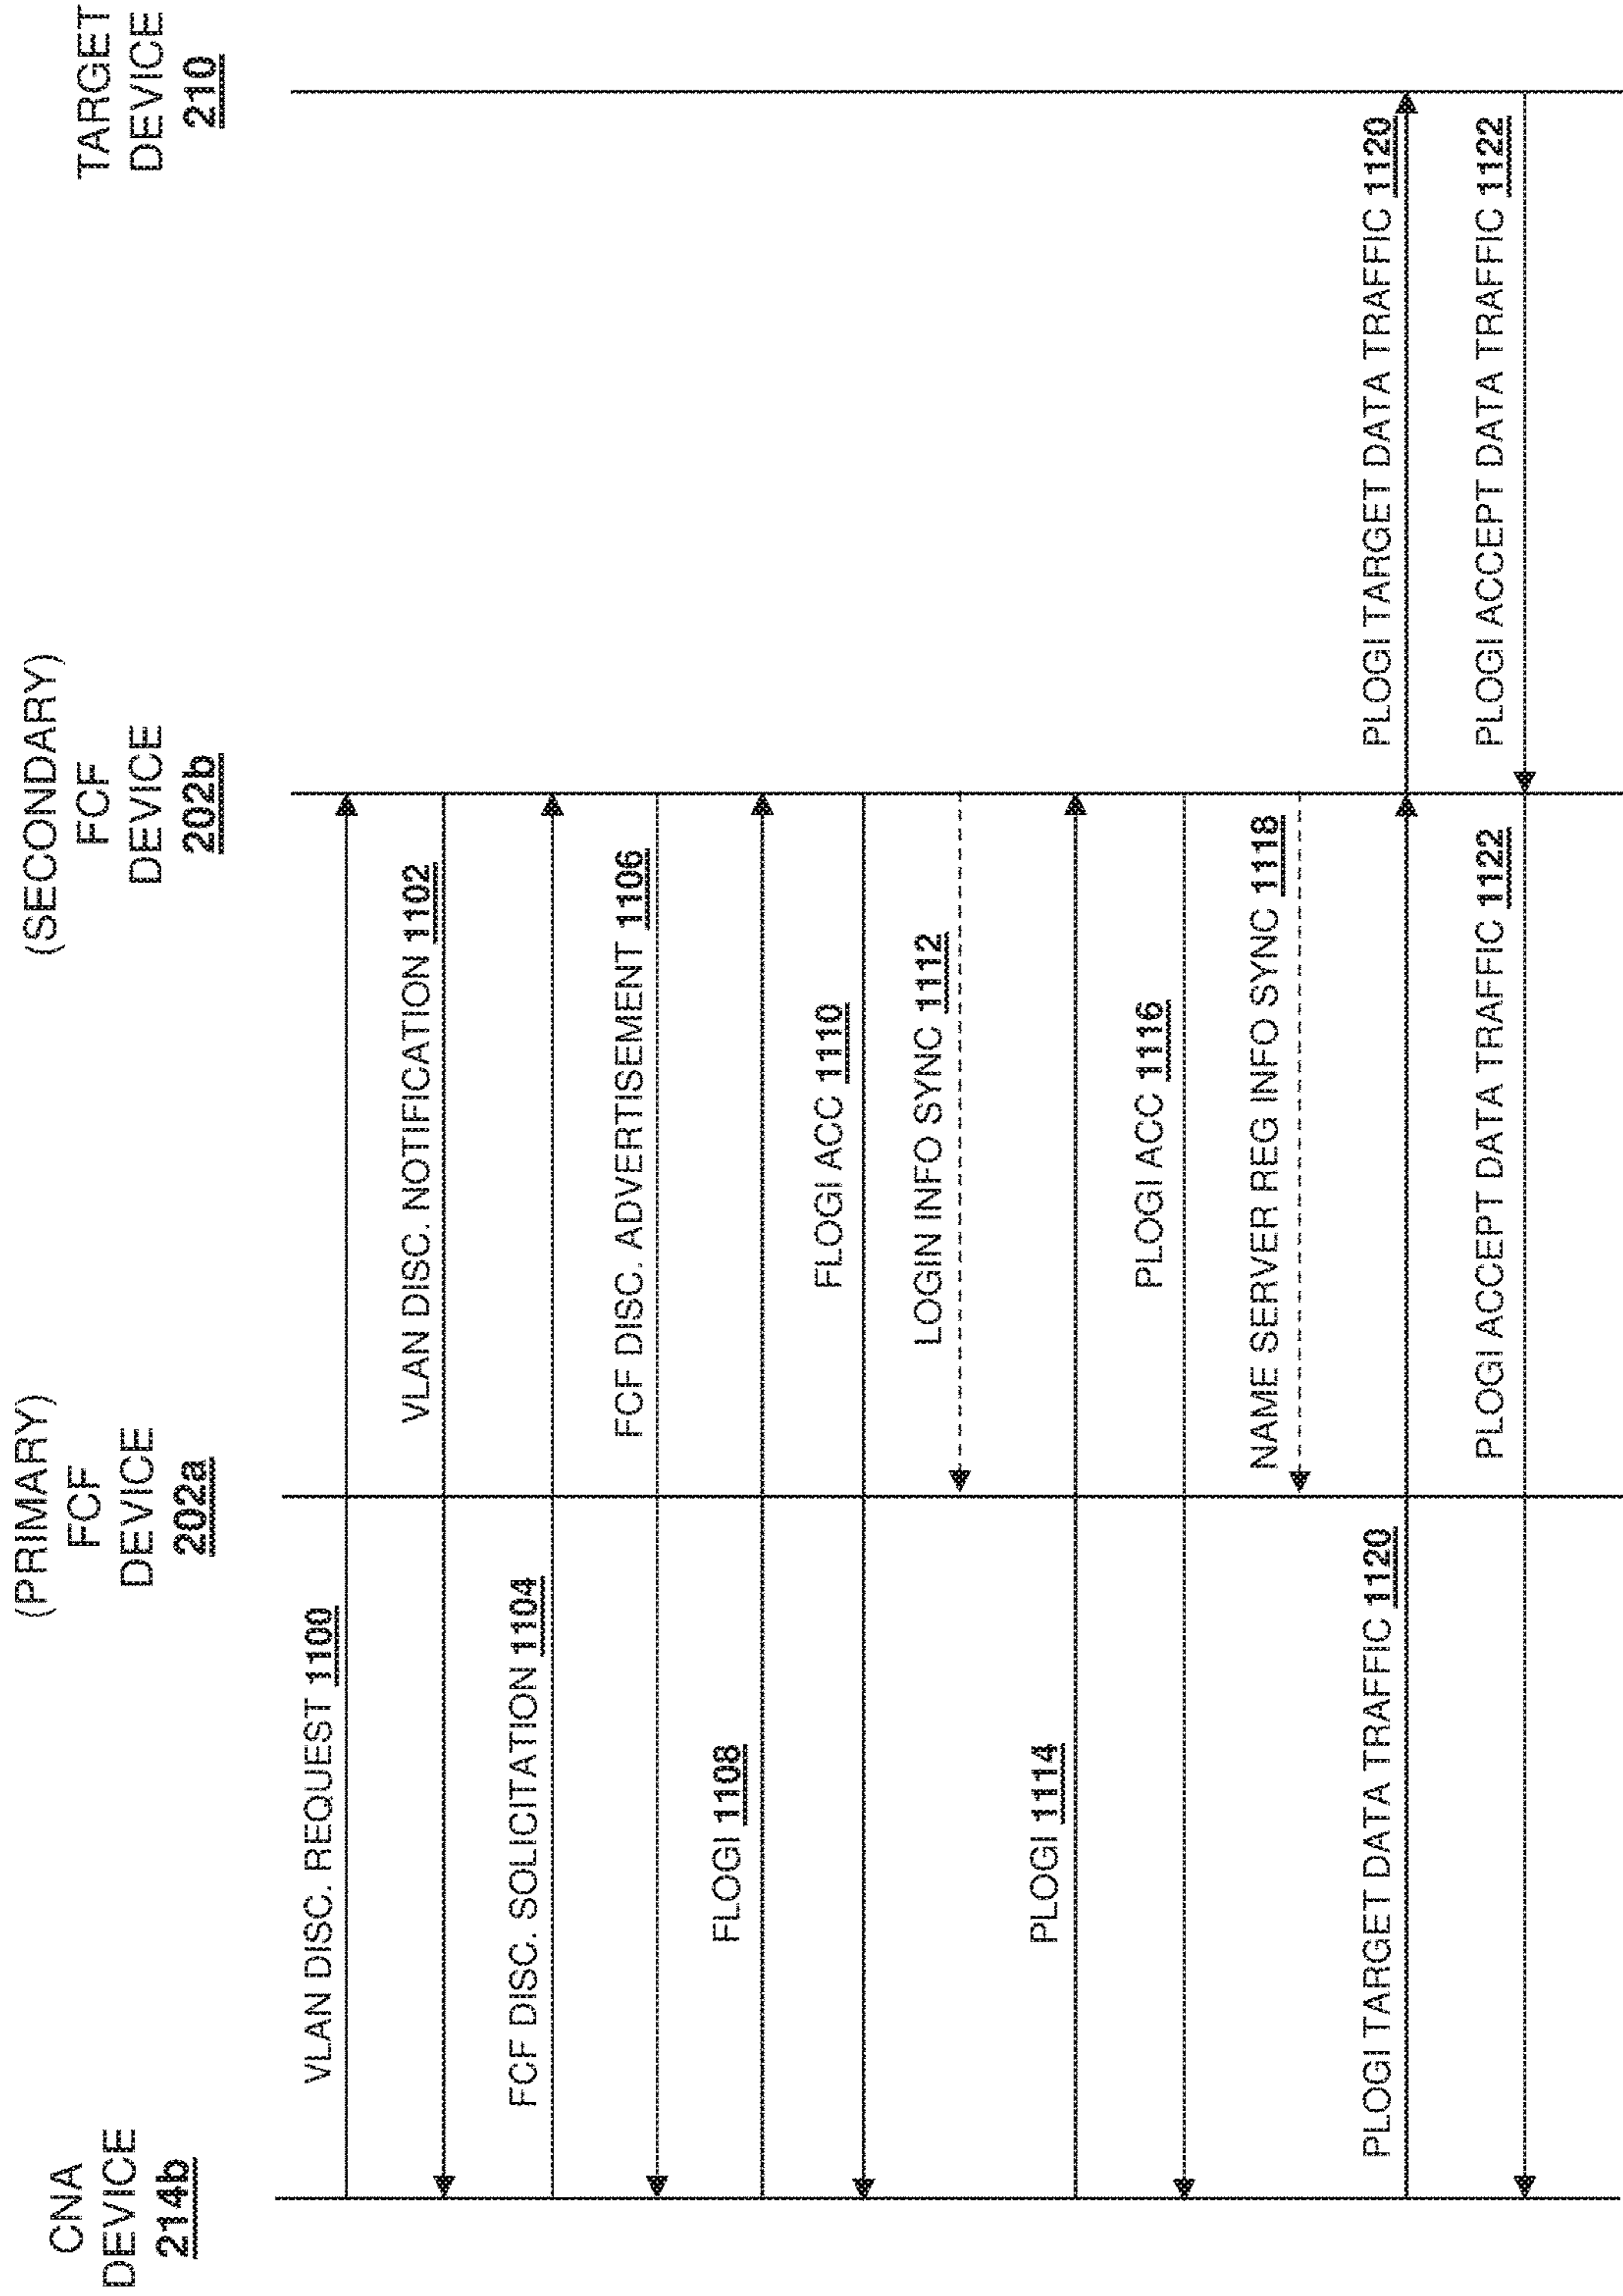 CNA
DEVICE
214b
(PRIMARY)
FCF
DEVICE
202a
(SECONDARY)
FCF
DEVICE
202b
TARGET
DEVICE
210
VLAN DISC. REQUEST 1100
VLAN DISC. NOTIFICATION 1102
FCF DISC. SOLICITATION 1104
FCF DISC. ADVERTISEMENT 1106
FLOGI 1108
FLOGI ACC 1110
LOGIN INFO SYNC 1112
PLOGI 1114
PLOGI ACC 1116
NAME SERVER REG INFO SYNC 1118
PLOGI TARGET DATA TRAFFIC 1120
PLOGI TARGET DATA TRAFFIC 1120
PLOGI ACCEPT DATA TRAFFIC 1122
PLOGI ACCEPT DATA TRAFFIC 1122